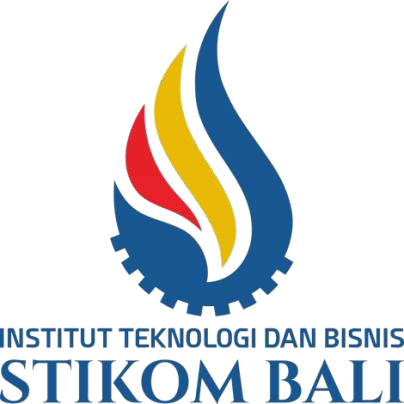 INSTITUT TEKNOLOGI DAN BISNIS
STIKOM BALI